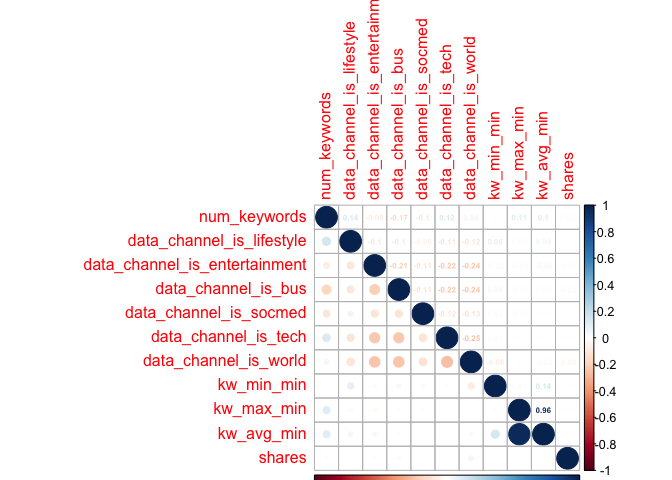 num_keywords
data_channel_is_lifestyle
data_channel_is_entertainm
data_channel_is_bus
data_channel_is_socmed
data_channel_is_tech
data_channel_is_world
kw_min_min
kw_max_min
kw_avg_min
shares
num_keywords 0.14 -0.17 -0.1 0.12 0.11 0.1
data_channel_is_lifestyle -0.1 -0.1 -0.11 -0.12
data_channel_is_entertainment -0.21 -0.11 -0.22 -0.24
data_channel_is_bus -0.11 -0.22 -0.24
data_channel_is_socmed -0.12 -0.13
data_channel_is_tech -0.25
data_channel_is_world
kw_min_min 0.14
kw_max_min 0.96
kw_avg_min
shares
1
0.8
0.6
0.4
0.2
0
-0.2
-0.4
-0.6
-0.8
-1